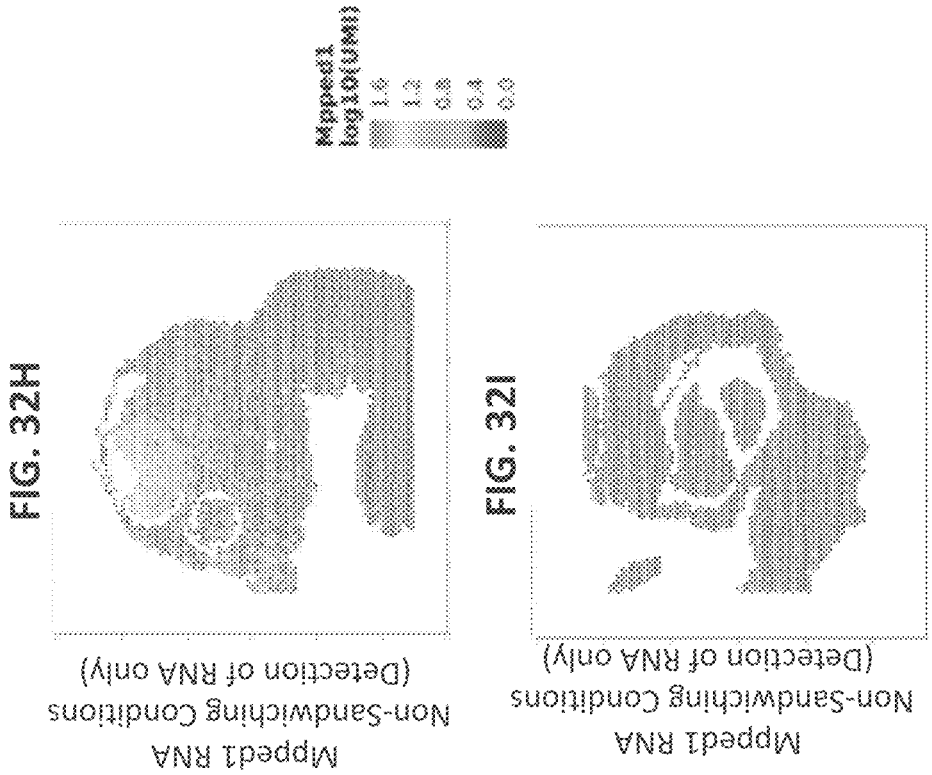 FIG. 32H
Mpped1 RNA
Non-Sandwiching Conditions
(Detection of RNA only)
FIG. 32I
Mpped1 RNA
Non-Sandwiching Conditions
(Detection of RNA only)
Mpped1
log10(UMI)
1.6
1.2
0.8
0.4
0.0